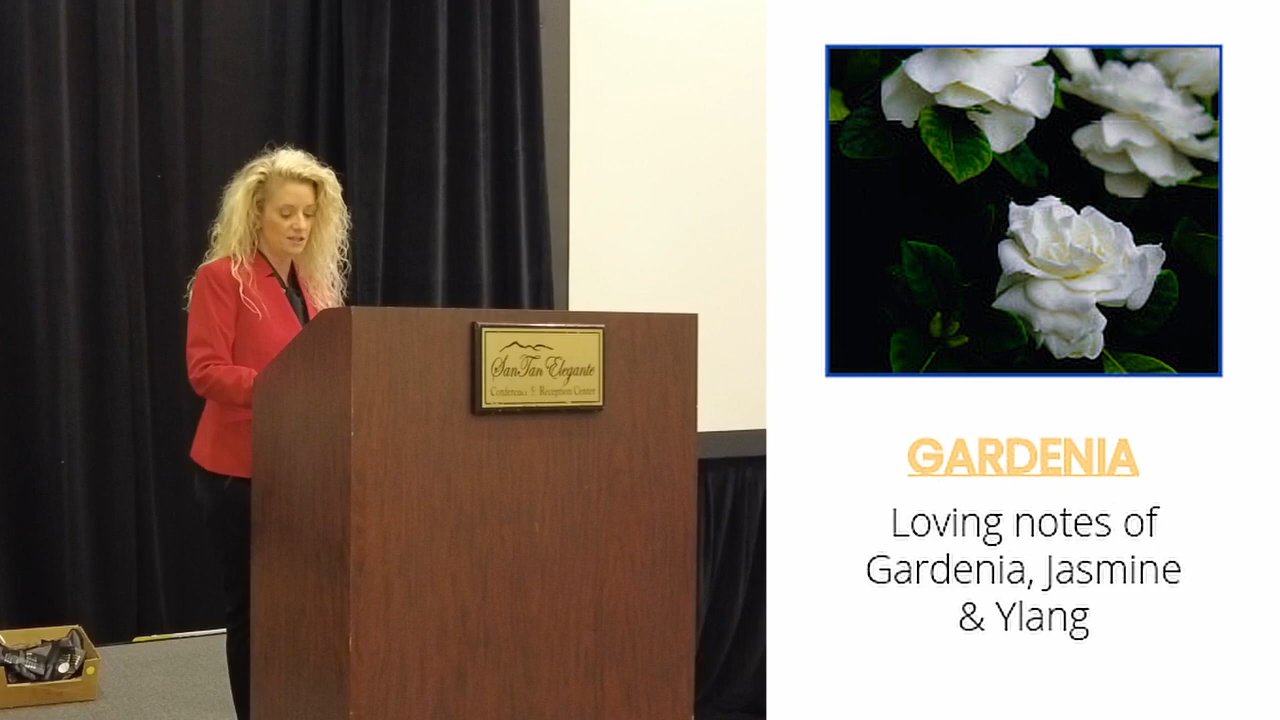 SanTan Elegante
Conference & Reception Center
GARDENIA
Loving notes of
Gardenia, Jasmine
& Ylang